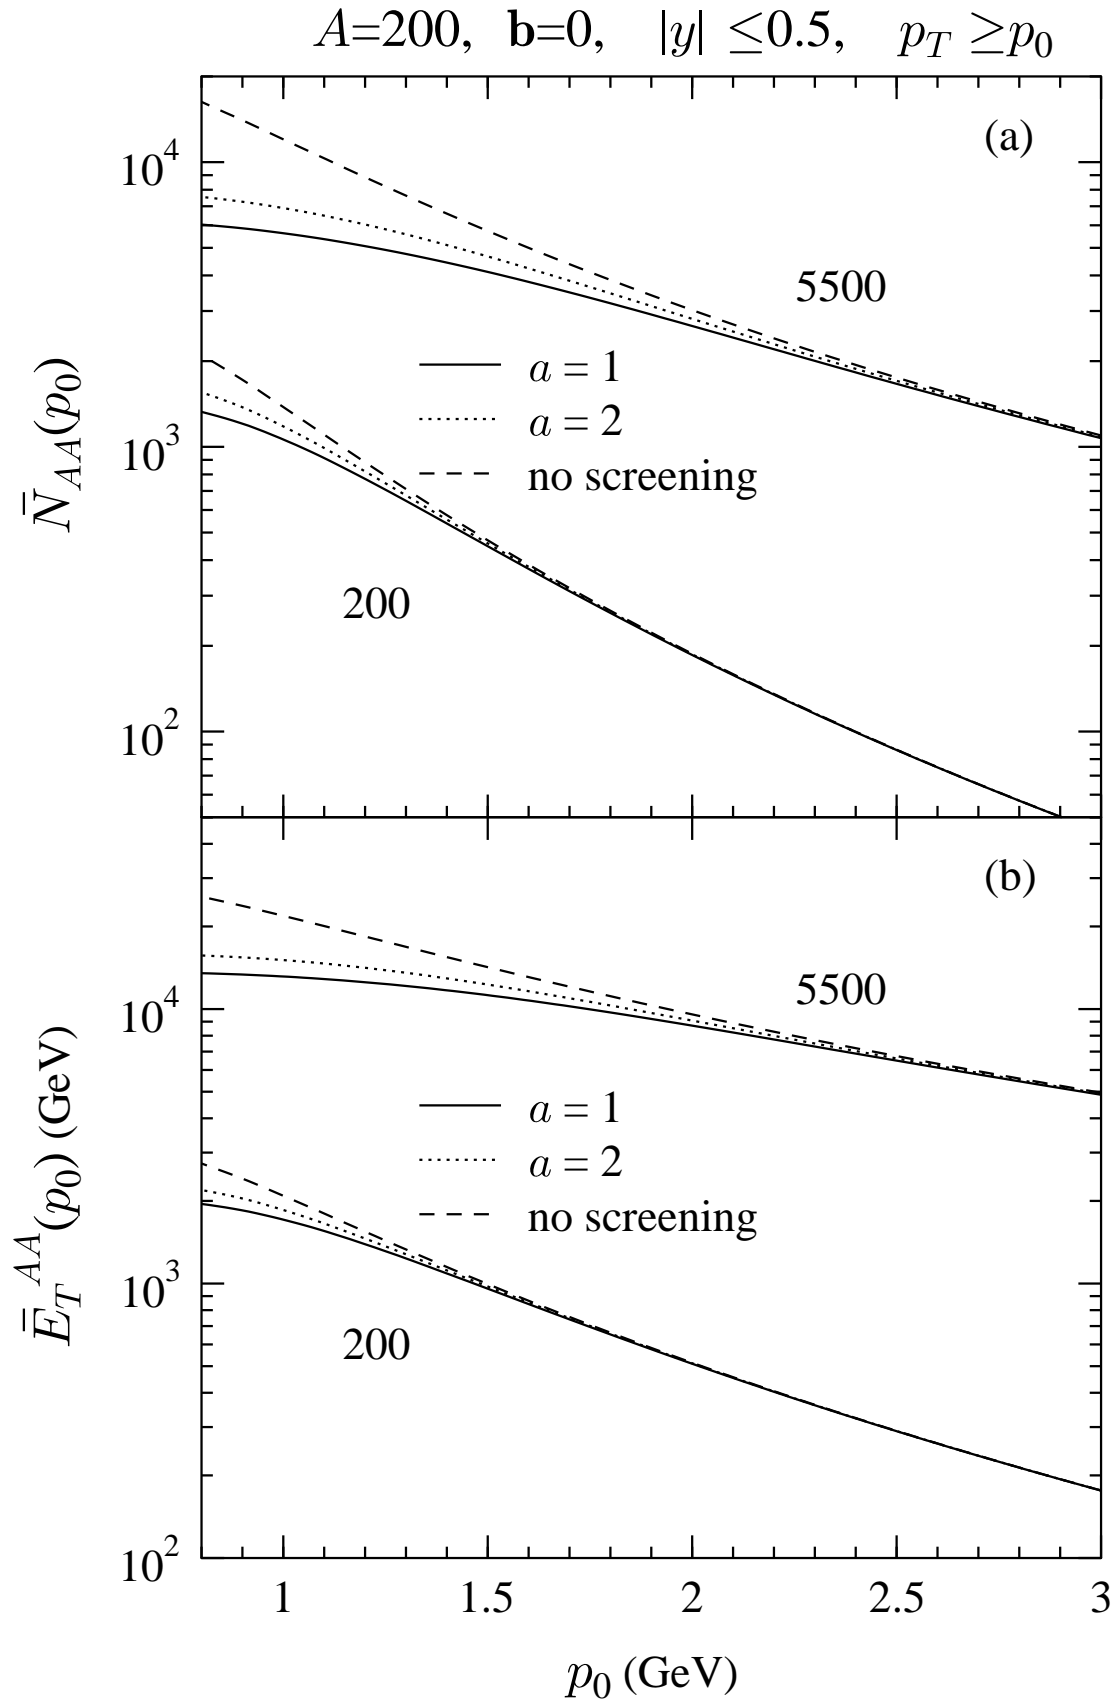 A=200, b=0, |y| ≤0.5, p_T ≥p_0
(a)
10^4
5500
N̄_AA(p_0)
a = 1
a = 2
10^3
no screening
200
10^2
(b)
5500
10^4
Ē_T^AA(p_0) (GeV)
a = 1
a = 2
no screening
10^3
200
10^2
1 1.5 2 2.5 3
p_0 (GeV)